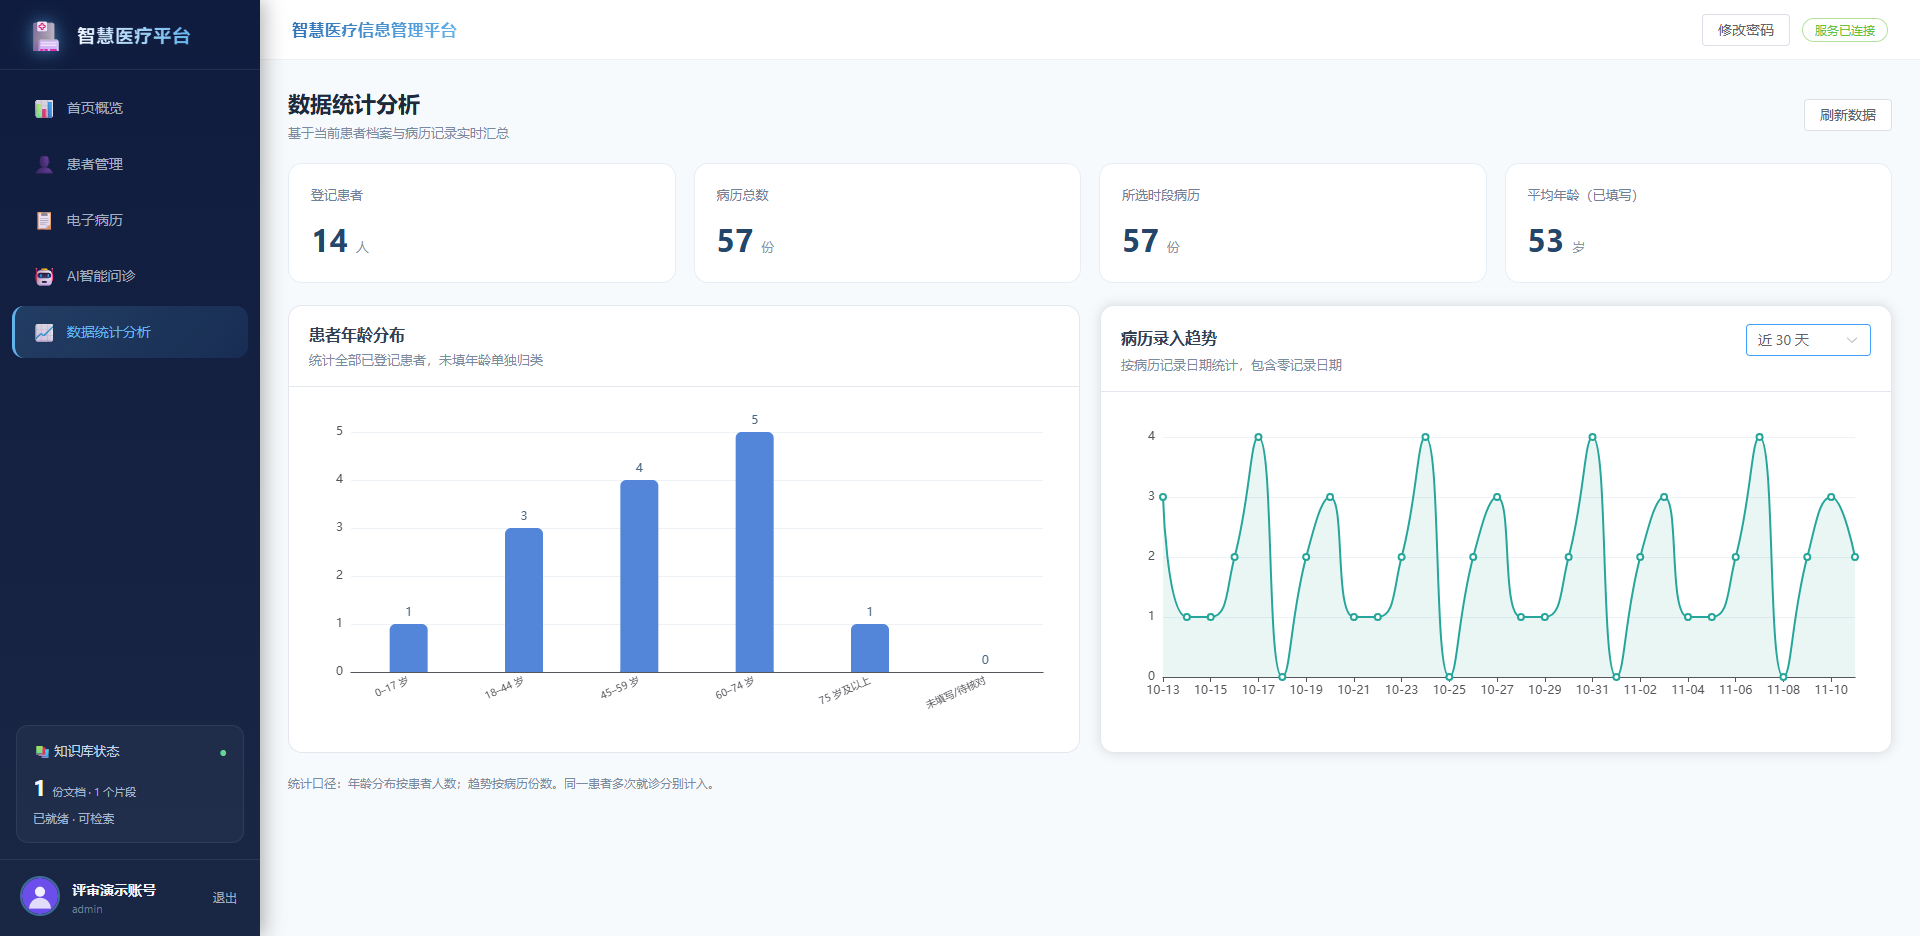 智慧医疗平台
首页概览
患者管理
电子病历
AI智能问诊
数据统计分析
知识库状态
1 份文档 · 1 个片段
已就绪 · 可检索
评审演示账号
admin
退出
智慧医疗信息管理平台
修改密码
服务已连接
数据统计分析
基于当前患者档案与病历记录实时汇总
刷新数据
登记患者
14 人
病历总数
57 份
所选时段病历
57 份
平均年龄（已填写）
53 岁
患者年龄分布
统计全部已登记患者，未填年龄单独归类
5
4
3
2
1
0
1
3
4
5
1
0
0–17 岁
18–44 岁
45–59 岁
60–74 岁
75 岁及以上
未填写/待核对
病历录入趋势
按病历记录日期统计，包含零记录日期
近 30 天
4
3
2
1
0
10-13 10-15 10-17 10-19 10-21 10-23 10-25 10-27 10-29 10-31 11-02 11-04 11-06 11-08 11-10
统计口径：年龄分布按患者人数；趋势按病历份数。同一患者多次就诊分别计入。